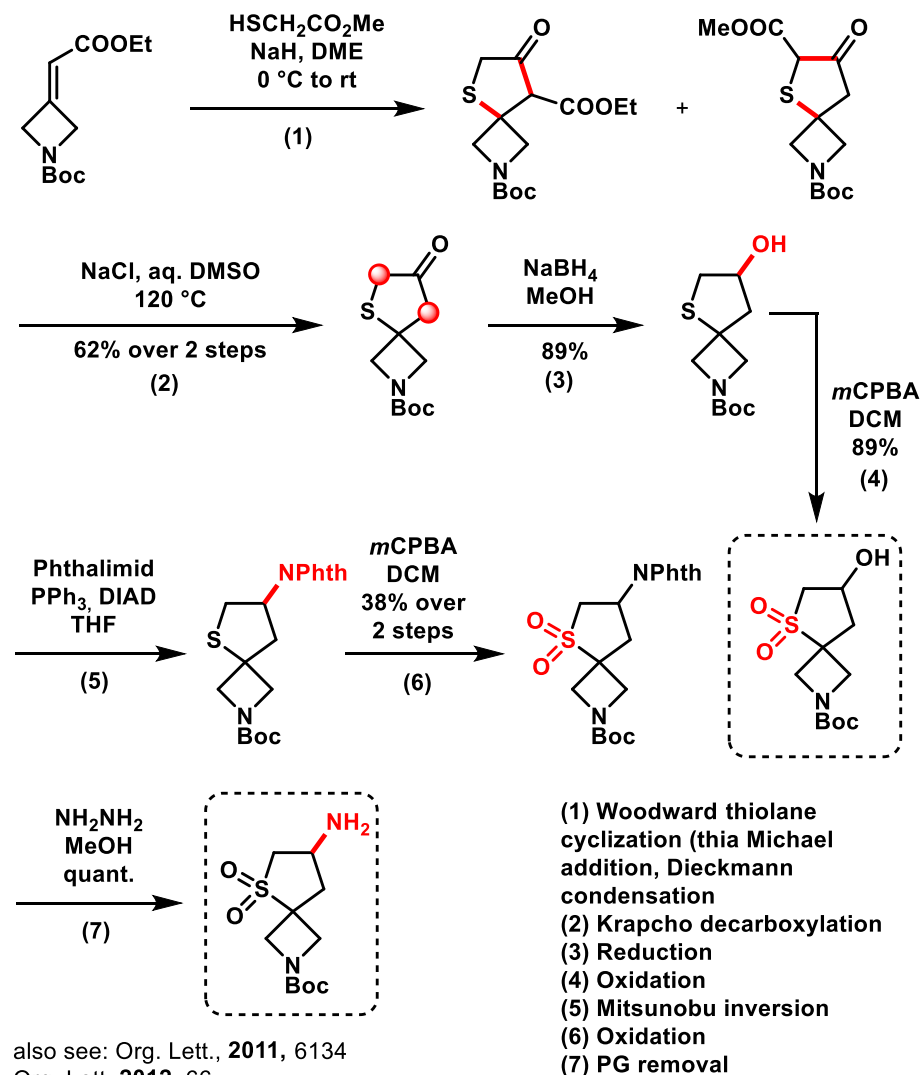 COOEt
N
Boc
HSCH2CO2Me
NaH, DME
0 °C to rt
(1)
O
S
COOEt
N
Boc
+
MeOOC
O
S
N
Boc
NaCl, aq. DMSO
120 °C
62% over 2 steps
(2)
O
S
N
Boc
NaBH4
MeOH
89%
(3)
OH
S
N
Boc
mCPBA
DCM
89%
(4)
Phthalimid
PPh3, DIAD
THF
(5)
NPhth
S
N
Boc
mCPBA
DCM
38% over
2 steps
(6)
NPhth
O
S
O
N
Boc
OH
O
S
O
N
Boc
NH2NH2
MeOH
quant.
(7)
NH2
O
S
O
N
Boc
(1) Woodward thiolane
cyclization (thia Michael
addition, Dieckmann
condensation
(2) Krapcho decarboxylation
(3) Reduction
(4) Oxidation
(5) Mitsunobu inversion
(6) Oxidation
(7) PG removal
also see: Org. Lett., 2011, 6134